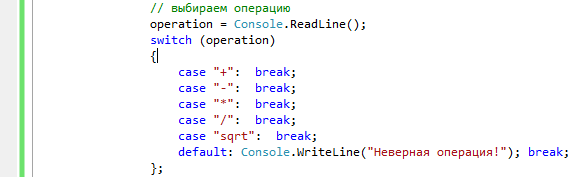 // выбираем операцию
operation = Console.ReadLine();
switch (operation)
{
case "+":  break;
case "-":  break;
case "*":  break;
case "/":  break;
case "sqrt":  break;
default: Console.WriteLine("Неверная операция!"); break;
};